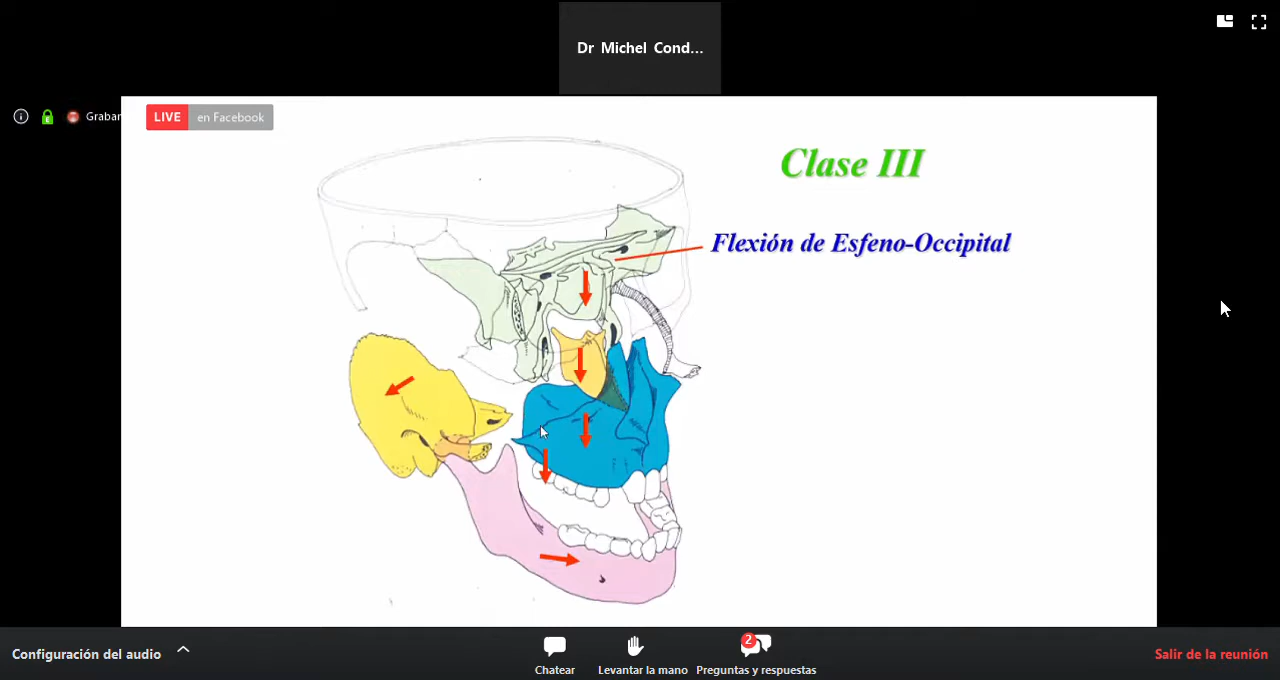 Dr Michel Cond...
Grabar
LIVE en Facebook
Clase III
Flexión de Esfeno-Occipital
Configuración del audio
Chatear
Levantar la mano
2
Preguntas y respuestas
Salir de la reunión